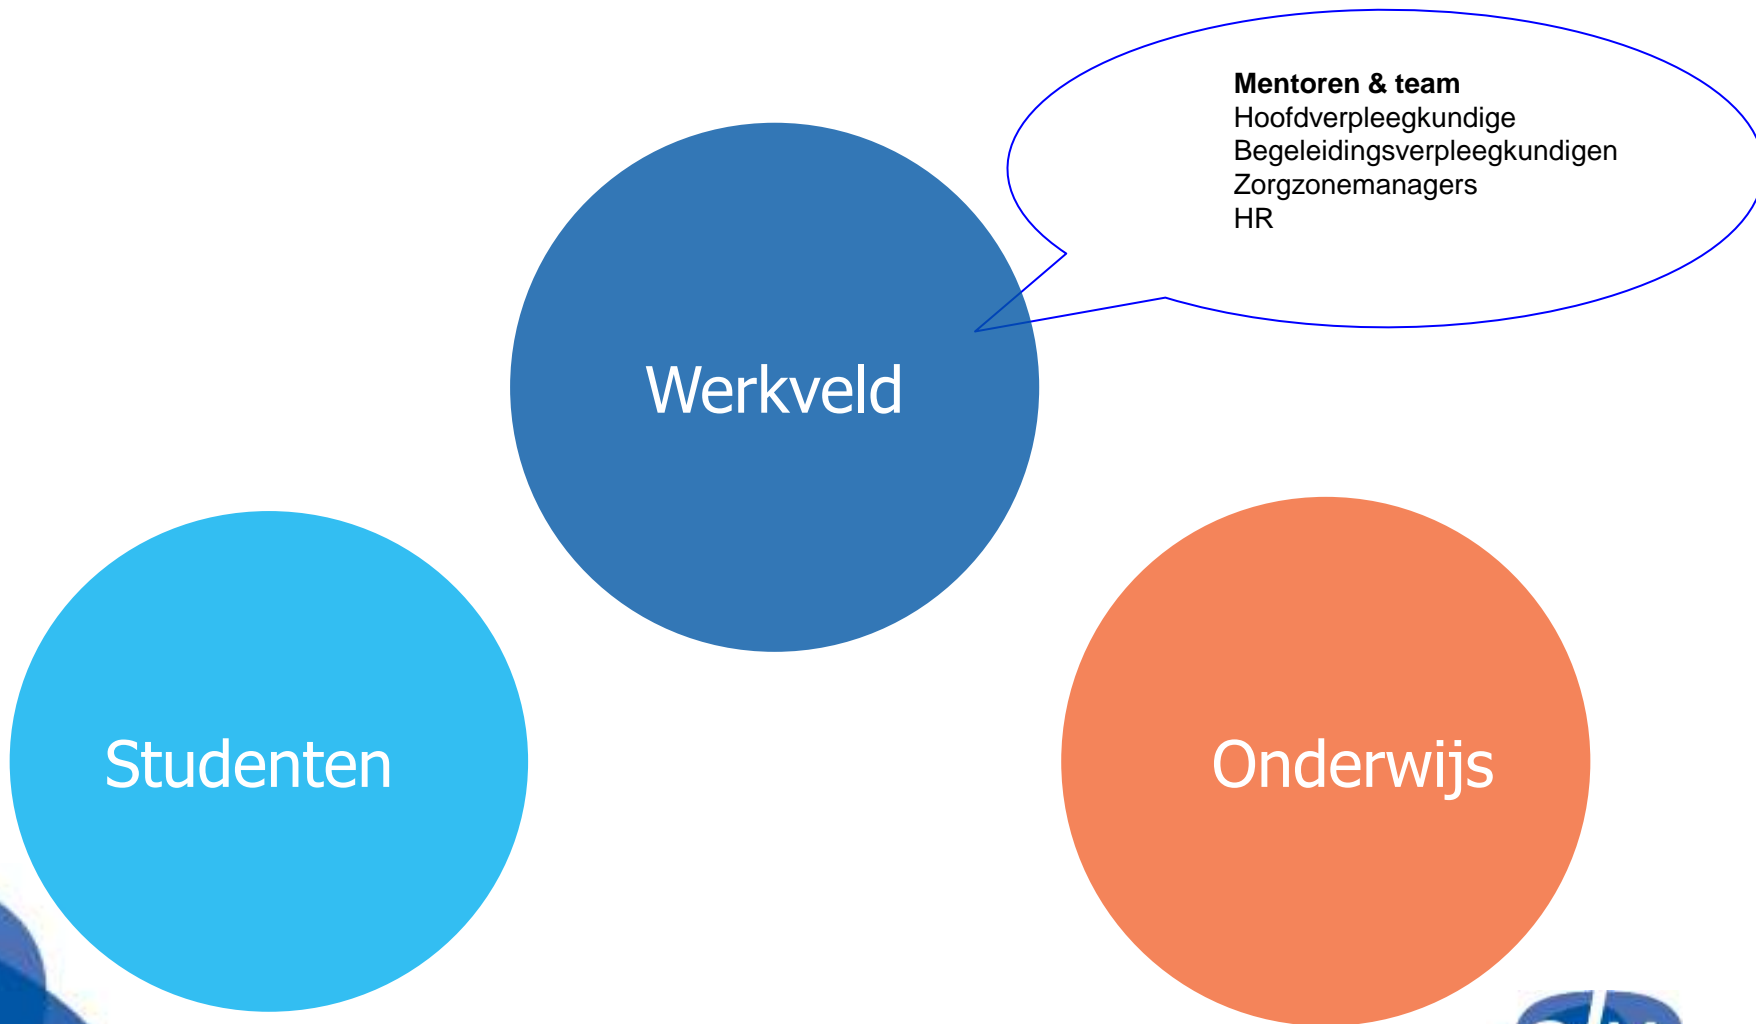 Mentoren & team
Hoofdverpleegkundige
Begeleidingsverpleegkundigen
Zorgzonemanagers
HR
Werkveld
Studenten
Onderwijs